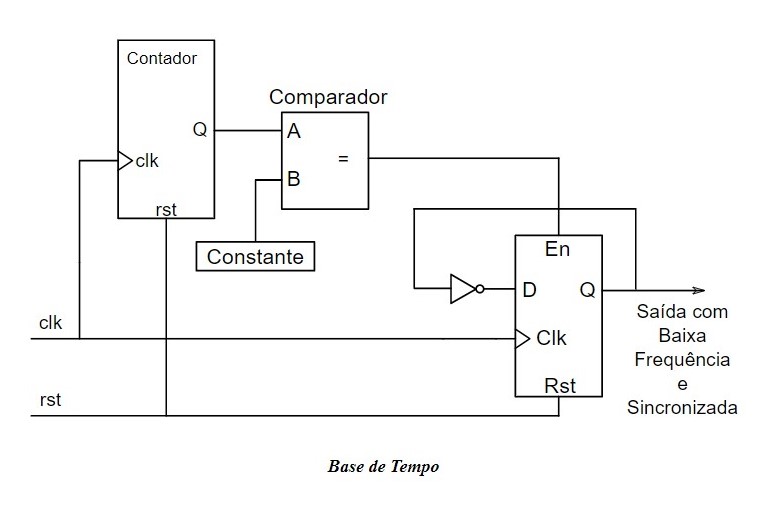 Contador
Q
clk
rst
Comparador
A
=
B
Constante
En
D
Q
Clk
Rst
clk
rst
Saída com
Baixa
Frequência
e
Sincronizada
Base de Tempo